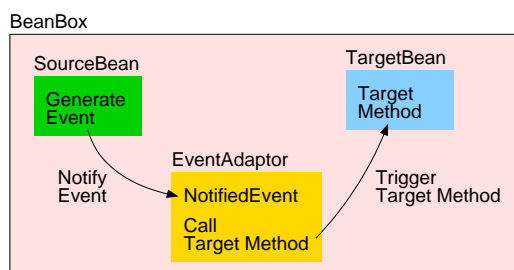 BeanBox
SourceBean
TargetBean
Generate
Event
Target
Method
Notify
Event
EventAdaptor
NotifiedEvent
Call
Target Method
Trigger
Target Method